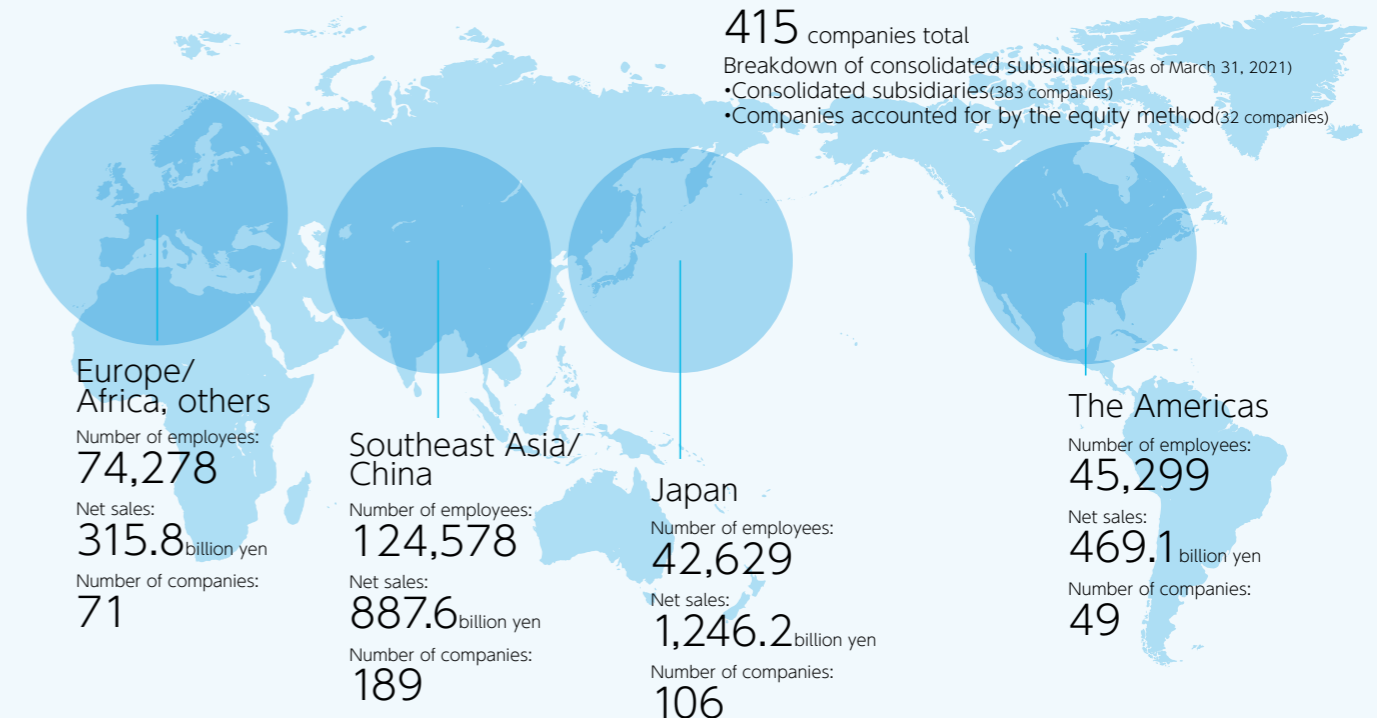 415 companies total
Breakdown of consolidated subsidiaries(as of March 31, 2021)
•Consolidated subsidiaries(383 companies)
•Companies accounted for by the equity method(32 companies)
Europe/
Africa, others
Number of employees:
74,278
Net sales:
315.8billion yen
Number of companies:
71
Southeast Asia/
China
Number of employees:
124,578
Net sales:
887.6billion yen
Number of companies:
189
Japan
Number of employees:
42,629
Net sales:
1,246.2billion yen
Number of companies:
106
The Americas
Number of employees:
45,299
Net sales:
469.1billion yen
Number of companies:
49